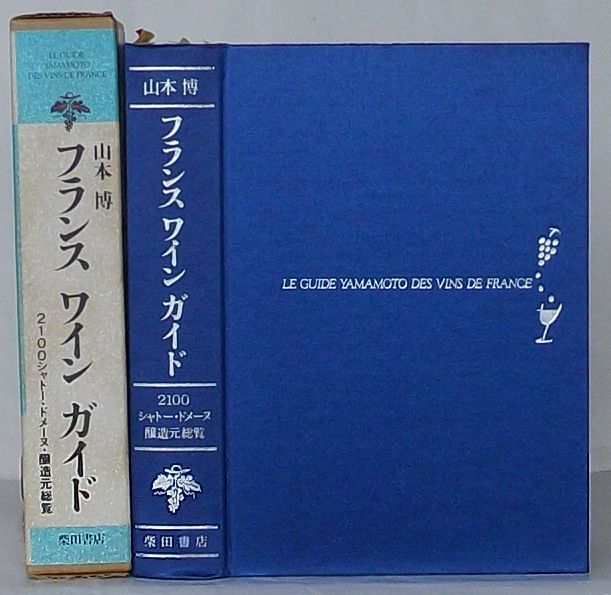 LE GUIDE
YAMAMOTO
DES VINS DE FRANCE
山本 博
フランス ワイン ガイド
2100シャトー・ドメーヌ・醸造元総覧
柴田書店
山本 博
フランス ワイン ガイド
2100
シャトー・ドメーヌ
醸造元総覧
柴田書店
LE GUIDE YAMAMOTO DES VINS DE FRANCE